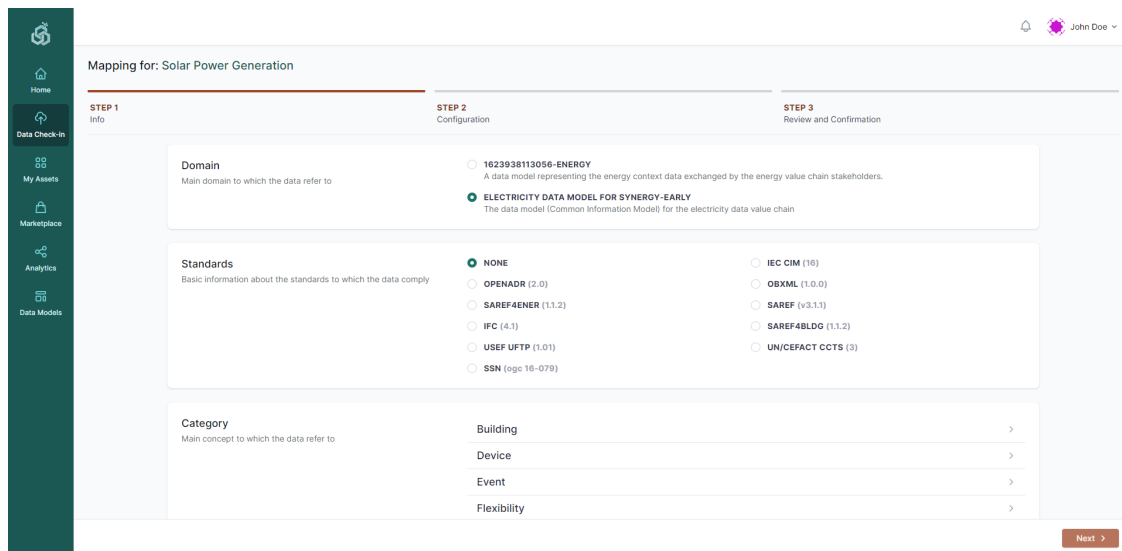 John Doe
Home
Data Check-in
My Assets
Marketplace
Analytics
Data Models
Mapping for: Solar Power Generation
STEP 1
Info
STEP 2
Configuration
STEP 3
Review and Confirmation
Domain
Main domain to which the data refer to
1623938113056-ENERGY
A data model representing the energy context data exchanged by the energy value chain stakeholders.
ELECTRICITY DATA MODEL FOR SYNERGY-EARLY
The data model (Common Information Model) for the electricity data value chain
Standards
Basic information about the standards to which the data comply
NONE
IEC CIM (16)
OPENADR (2.0)
OBXML (1.0.0)
SAREF4ENER (1.1.2)
SAREF (v3.1.1)
IFC (4.1)
SAREF4BLDG (1.1.2)
USEF UFTP (1.01)
UN/CEFACT CCTS (3)
SSN (ogc 16-079)
Category
Main concept to which the data refer to
Building
Device
Event
Flexibility
Next